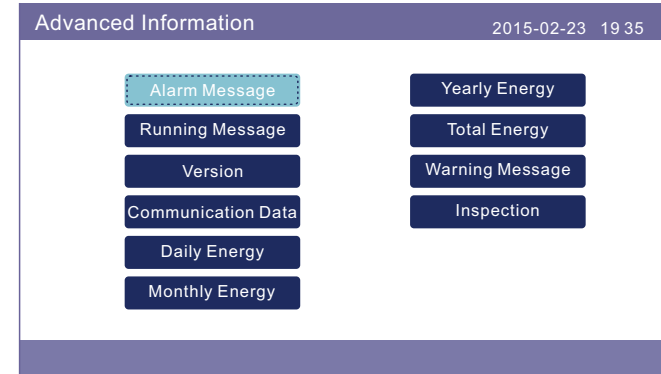 Advanced Information
2015-02-23 19 35
Alarm Message
Running Message
Version
Communication Data
Daily Energy
Monthly Energy
Yearly Energy
Total Energy
Warning Message
Inspection